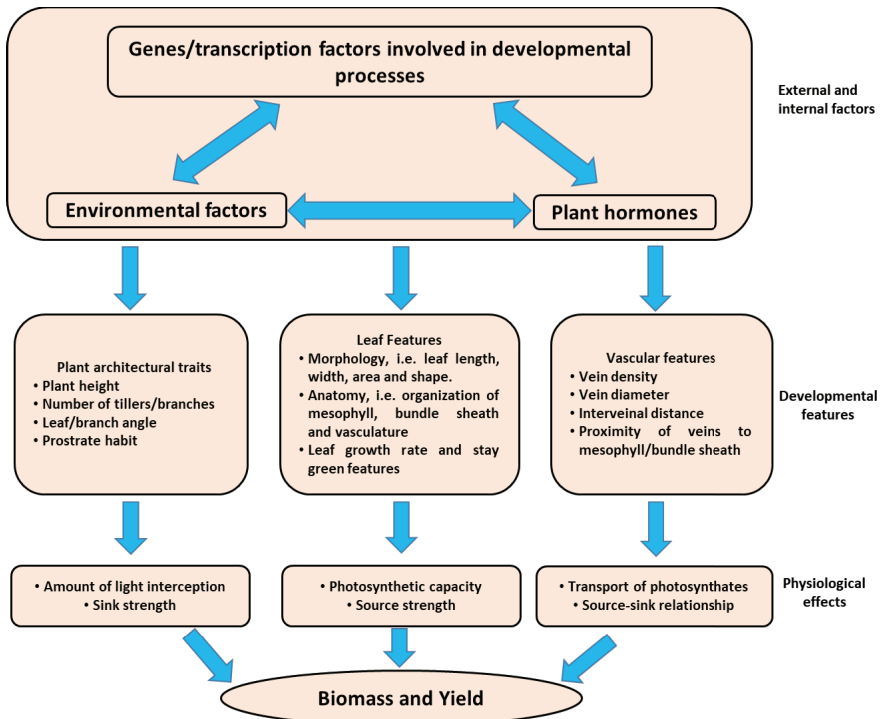 Genes/transcription factors involved in developmental
processes
External and
internal factors
Environmental factors
Plant hormones
Plant architectural traits
• Plant height
• Number of tillers/branches
• Leaf/branch angle
• Prostrate habit
Leaf Features
• Morphology, i.e. leaf length,
width, area and shape.
• Anatomy, i.e. organization of
mesophyll, bundle sheath
and vasculature
• Leaf growth rate and stay
green features
Vascular features
• Vein density
• Vein diameter
• Interveinal distance
• Proximity of veins to
mesophyll/bundle sheath
Developmental
features
• Amount of light interception
• Sink strength
• Photosynthetic capacity
• Source strength
• Transport of photosynthates
• Source-sink relationship
Physiological
effects
Biomass and Yield